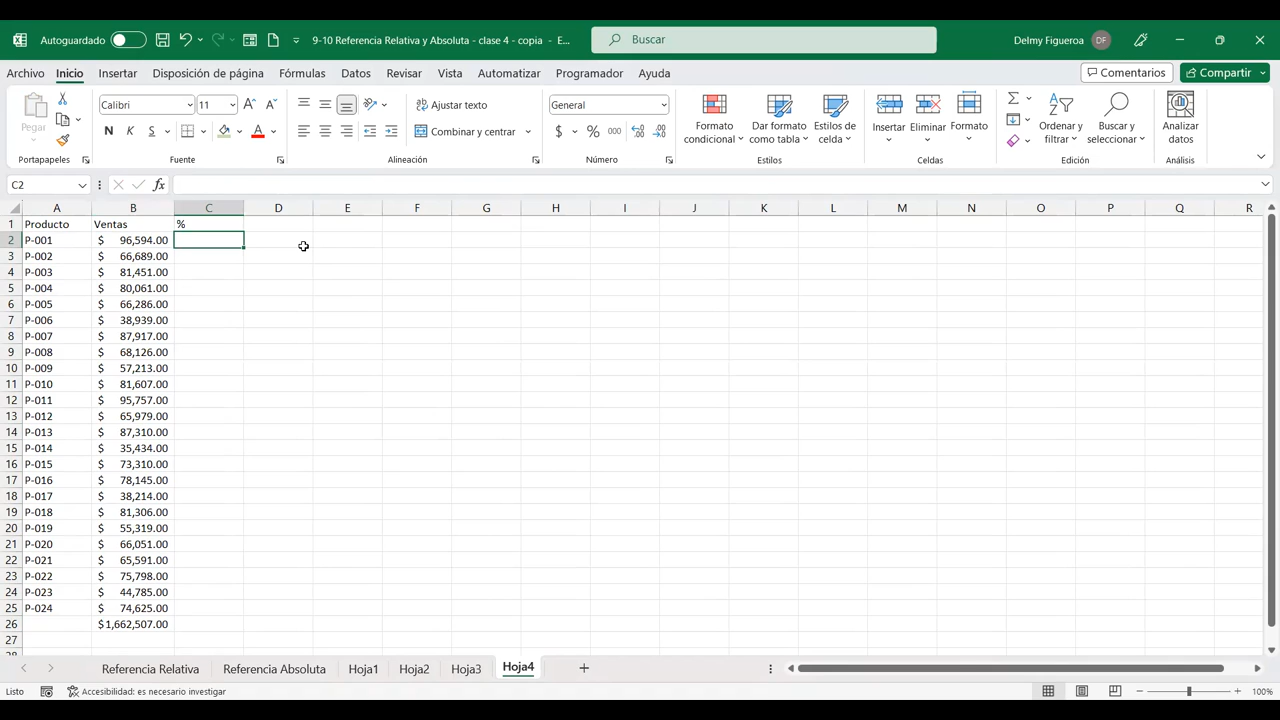 Autoguardado
9-10 Referencia Relativa y Absoluta - clase 4 - copia - E...
Buscar
Delmy Figueroa DF
Archivo Inicio Insertar Disposición de página Fórmulas Datos Revisar Vista Automatizar Programador Ayuda
Comentarios Compartir
Pegar
Portapapeles
Calibri 11
N K S
Fuente
Ajustar texto
Combinar y centrar
Alineación
General
$ % 000
Número
Formato condicional
Dar formato como tabla
Estilos de celda
Estilos
Insertar Eliminar Formato
Celdas
Ordenar y filtrar
Buscar y seleccionar
Edición
Analizar datos
Análisis
C2 fx
A B C D E F G H I J K L M N O P Q R
1 Producto Ventas %
2 P-001 $ 96,594.00
3 P-002 $ 66,689.00
4 P-003 $ 81,451.00
5 P-004 $ 80,061.00
6 P-005 $ 66,286.00
7 P-006 $ 38,939.00
8 P-007 $ 87,917.00
9 P-008 $ 68,126.00
10 P-009 $ 57,213.00
11 P-010 $ 81,607.00
12 P-011 $ 95,757.00
13 P-012 $ 65,979.00
14 P-013 $ 87,310.00
15 P-014 $ 35,434.00
16 P-015 $ 73,310.00
17 P-016 $ 78,145.00
18 P-017 $ 38,214.00
19 P-018 $ 81,306.00
20 P-019 $ 55,319.00
21 P-020 $ 66,051.00
22 P-021 $ 65,591.00
23 P-022 $ 75,798.00
24 P-023 $ 44,785.00
25 P-024 $ 74,625.00
26 $1,662,507.00
27
Referencia Relativa Referencia Absoluta Hoja1 Hoja2 Hoja3 Hoja4
Listo Accesibilidad: es necesario investigar 100%